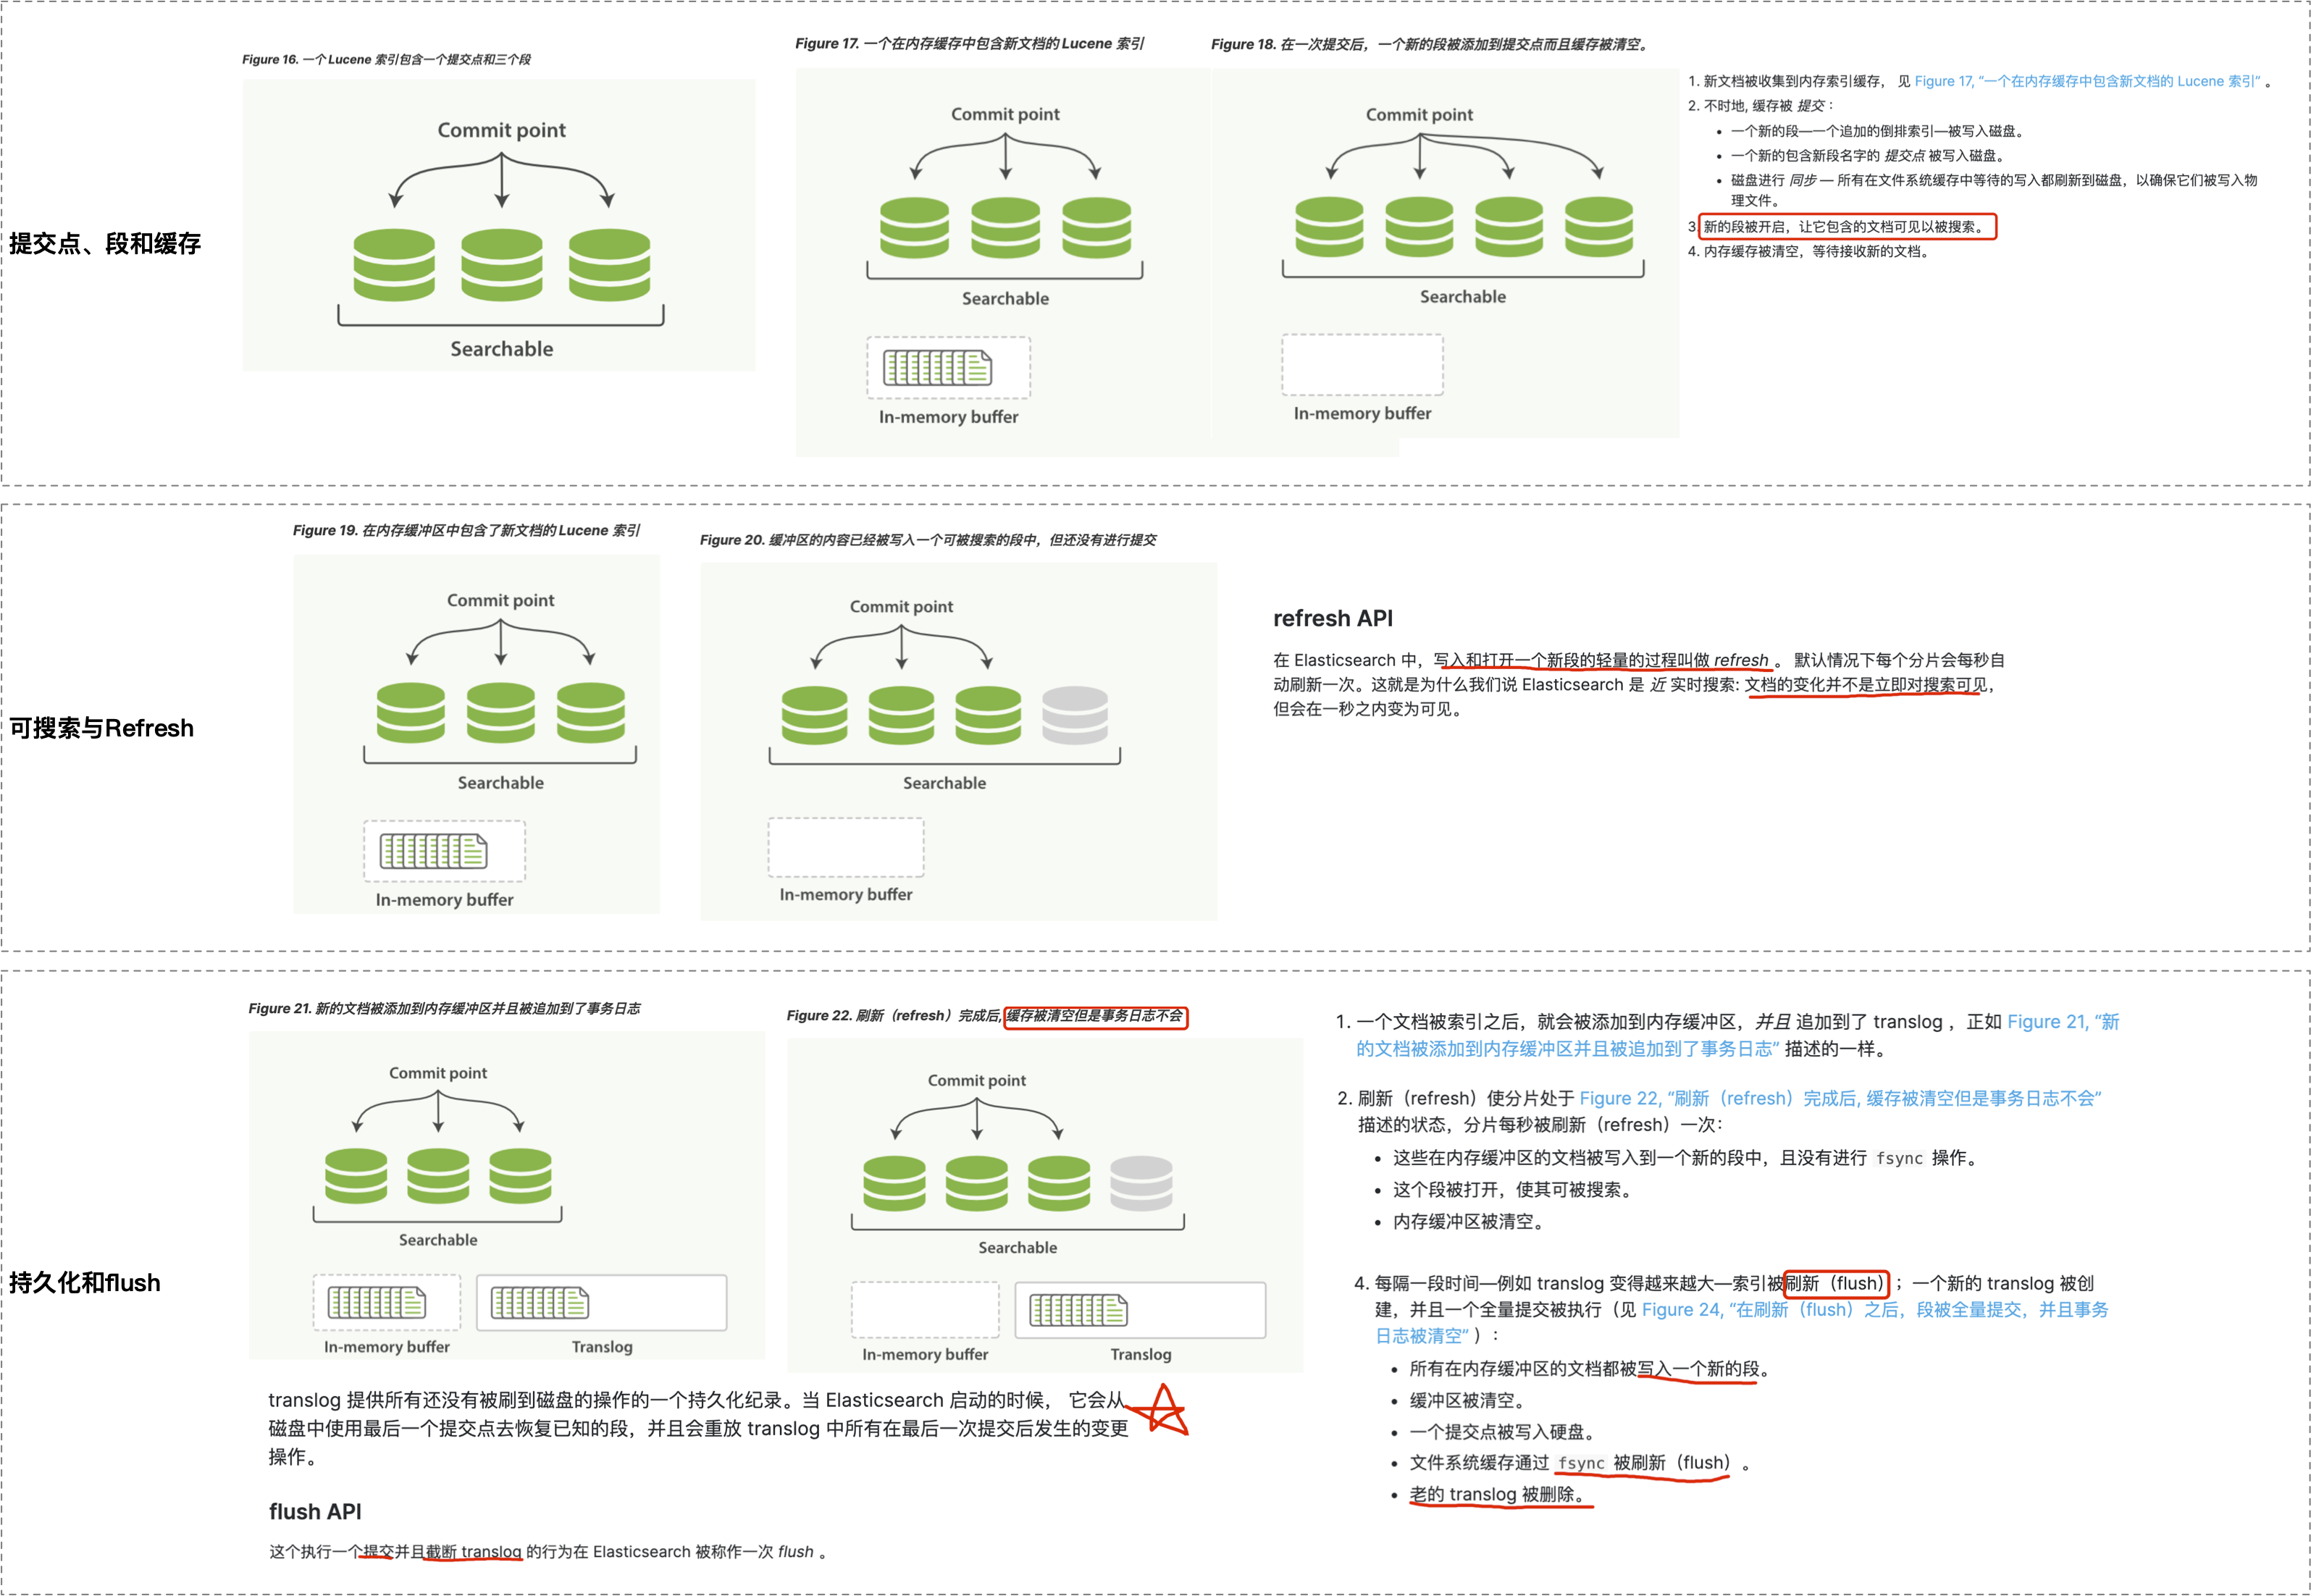 提交点、段和缓存
Figure 16. 一个 Lucene 索引包含一个提交点和三个段
Commit point
Searchable
Figure 17. 一个在内存缓存中包含新文档的 Lucene 索引
Commit point
Searchable
In-memory buffer
Figure 18. 在一次提交后，一个新的段被添加到提交点而且缓存被清空。
Commit point
Searchable
In-memory buffer
1. 新文档被收集到内存索引缓存， 见 Figure 17, “一个在内存缓存中包含新文档的 Lucene 索引” 。
2. 不时地, 缓存被 提交：
• 一个新的段—一个追加的倒排索引—被写入磁盘。
• 一个新的包含新段名字的 提交点 被写入磁盘。
• 磁盘进行 同步 — 所有在文件系统缓存中等待的写入都刷新到磁盘，以确保它们被写入物
理文件。
3. 新的段被开启，让它包含的文档可见以被搜索。
4. 内存缓存被清空，等待接收新的文档。
可搜索与Refresh
Figure 19. 在内存缓冲区中包含了新文档的 Lucene 索引
Commit point
Searchable
In-memory buffer
Figure 20. 缓冲区的内容已经被写入一个可被搜索的段中，但还没有进行提交
Commit point
Searchable
In-memory buffer
refresh API
在 Elasticsearch 中，写入和打开一个新段的轻量的过程叫做 refresh 。 默认情况下每个分片会每秒自
动刷新一次。这就是为什么我们说 Elasticsearch 是 近 实时搜索: 文档的变化并不是立即对搜索可见，
但会在一秒之内变为可见。
持久化和flush
Figure 21. 新的文档被添加到内存缓冲区并且被追加到了事务日志
Commit point
Searchable
In-memory buffer
Translog
Figure 22. 刷新（refresh）完成后, 缓存被清空但是事务日志不会
Commit point
Searchable
In-memory buffer
Translog
translog 提供所有还没有被刷到磁盘的操作的一个持久化纪录。当 Elasticsearch 启动的时候， 它会从
磁盘中使用最后一个提交点去恢复已知的段，并且会重放 translog 中所有在最后一次提交后发生的变更
操作。
flush API
这个执行一个提交并且截断 translog 的行为在 Elasticsearch 被称作一次 flush 。
1. 一个文档被索引之后，就会被添加到内存缓冲区，并且 追加到了 translog ，正如 Figure 21, “新
的文档被添加到内存缓冲区并且被追加到了事务日志” 描述的一样。
2. 刷新（refresh）使分片处于 Figure 22, “刷新（refresh）完成后, 缓存被清空但是事务日志不会”
描述的状态，分片每秒被刷新（refresh）一次：
• 这些在内存缓冲区的文档被写入到一个新的段中，且没有进行 fsync 操作。
• 这个段被打开，使其可被搜索。
• 内存缓冲区被清空。
4. 每隔一段时间—例如 translog 变得越来越大—索引被刷新（flush）；一个新的 translog 被创
建，并且一个全量提交被执行（见 Figure 24, “在刷新（flush）之后，段被全量提交，并且事务
日志被清空” ）：
• 所有在内存缓冲区的文档都被写入一个新的段。
• 缓冲区被清空。
• 一个提交点被写入硬盘。
• 文件系统缓存通过 fsync 被刷新（flush）。
• 老的 translog 被删除。